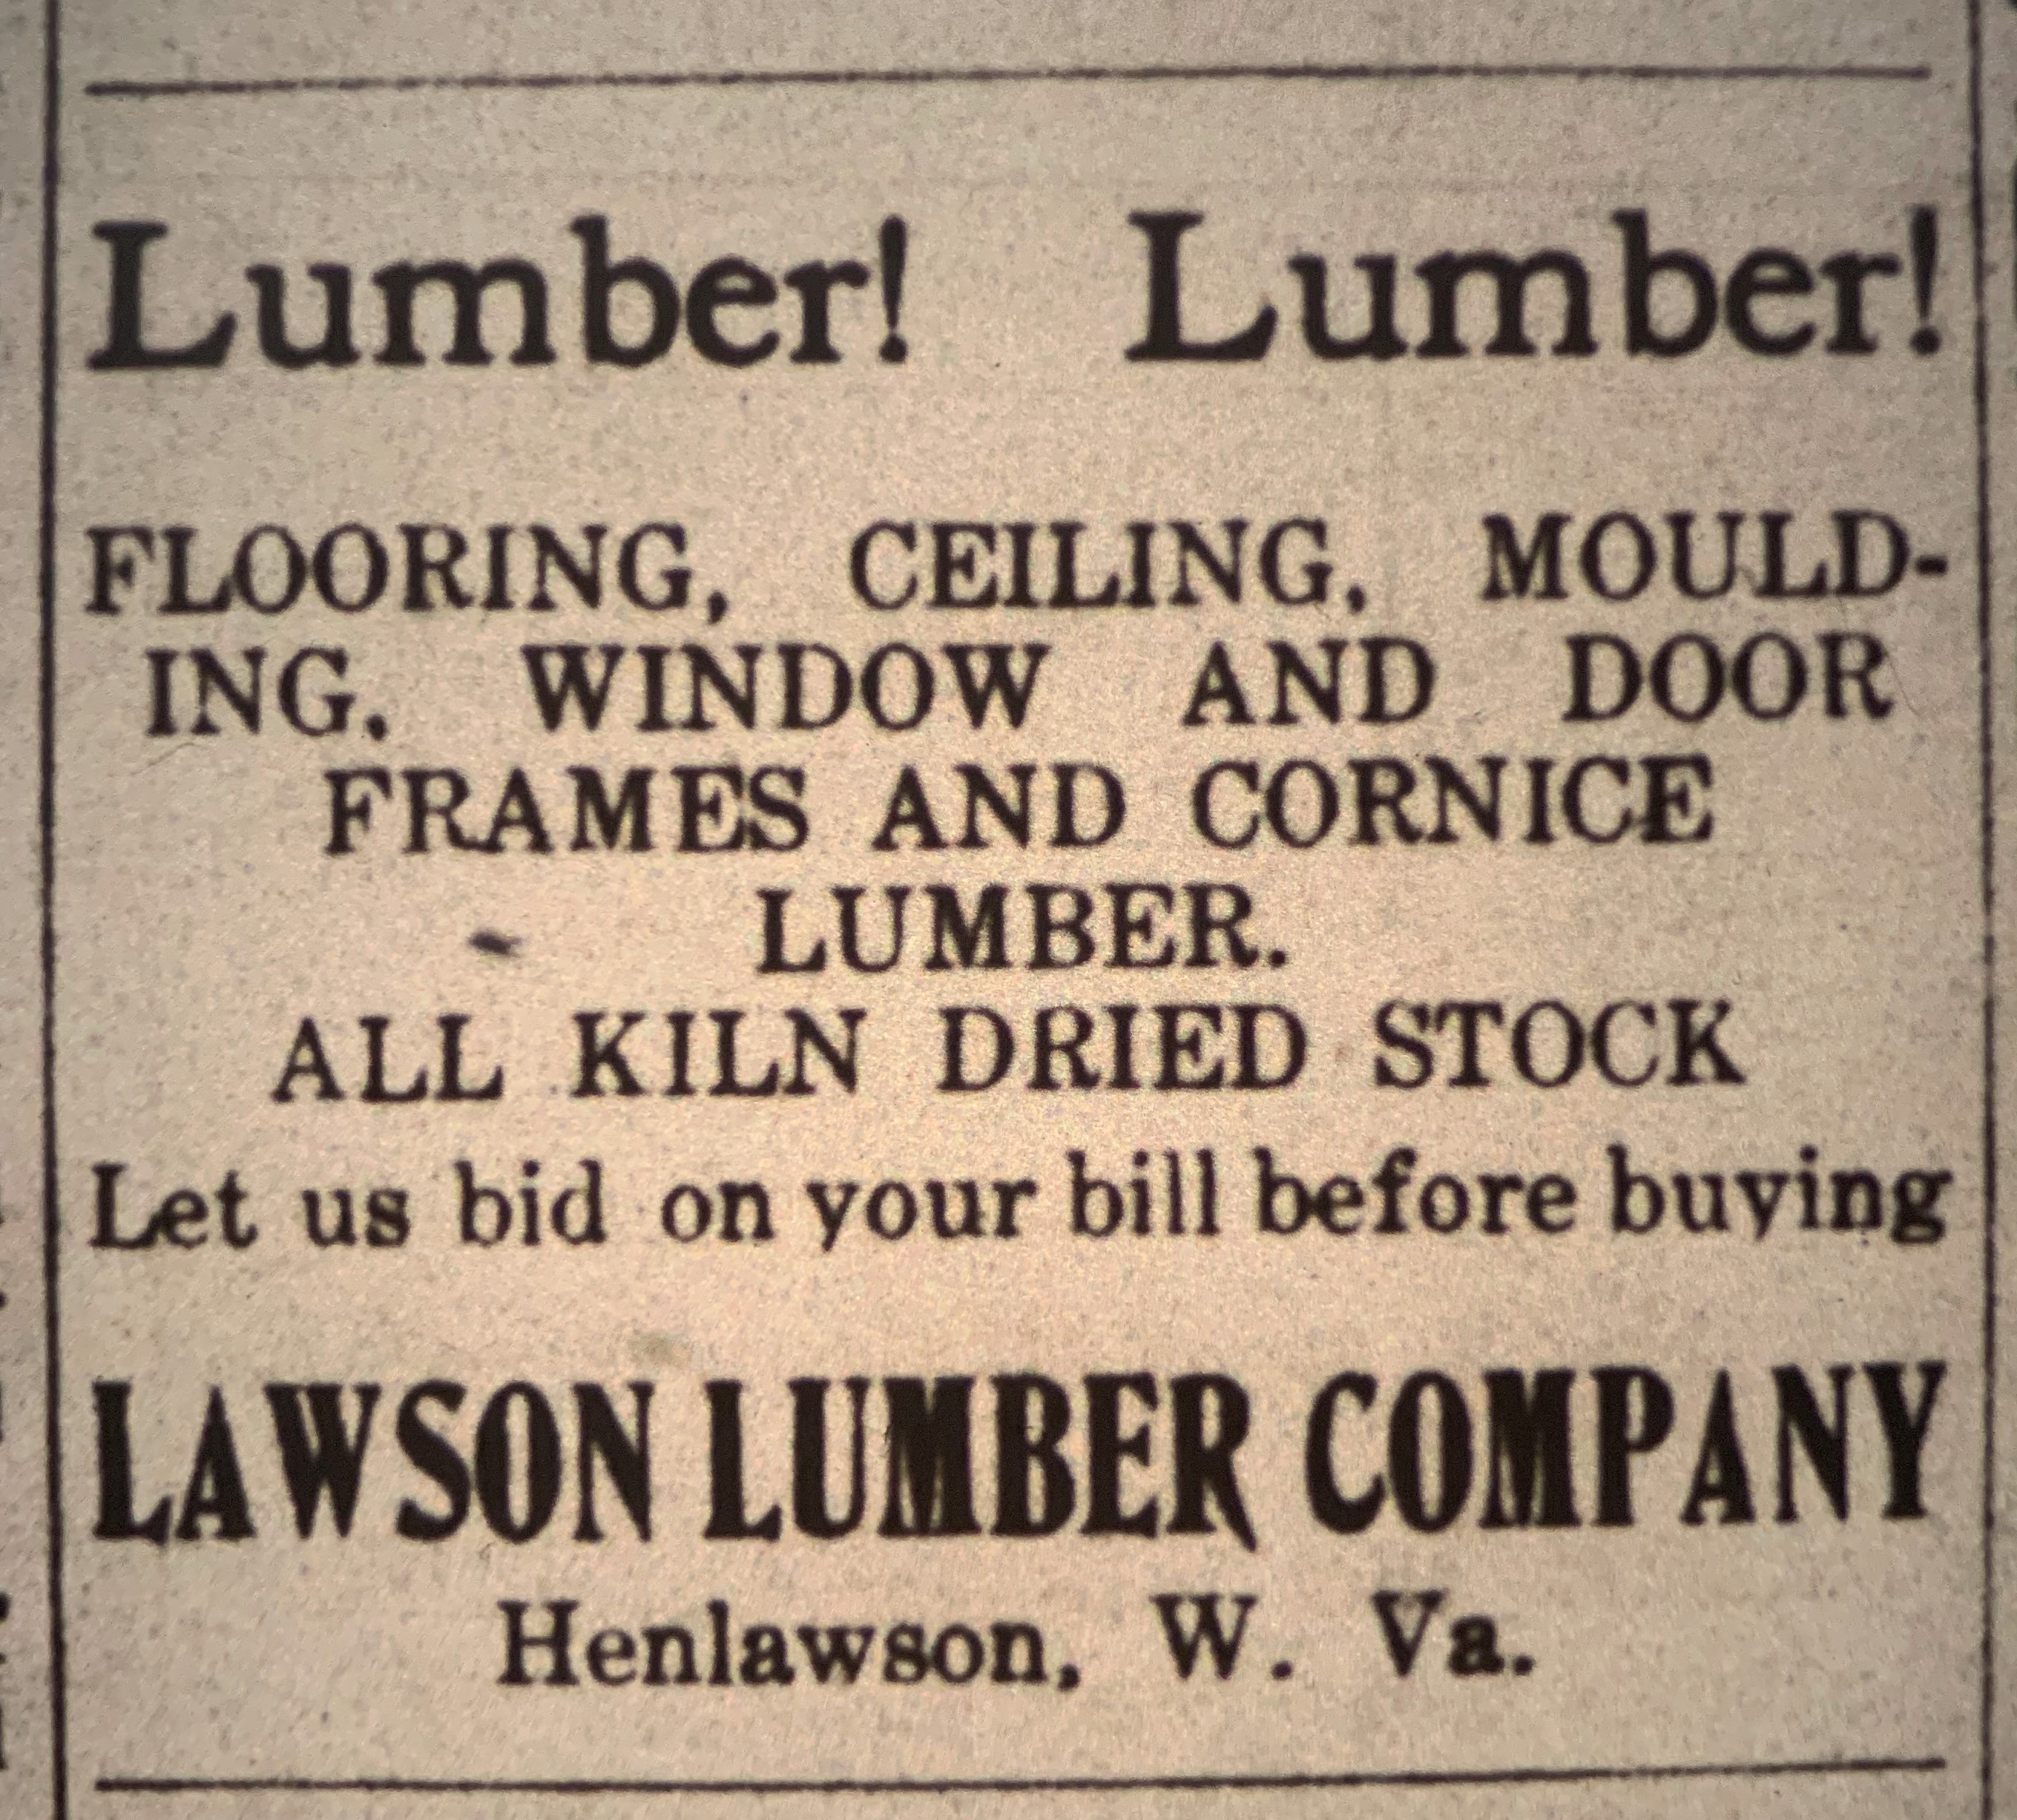 Lumber! Lumber!
FLOORING, CEILING, MOULD-
ING, WINDOW AND DOOR
FRAMES AND CORNICE
LUMBER.
ALL KILN DRIED STOCK
Let us bid on your bill before buying
LAWSON LUMBER COMPANY
Henlawson, W. Va.